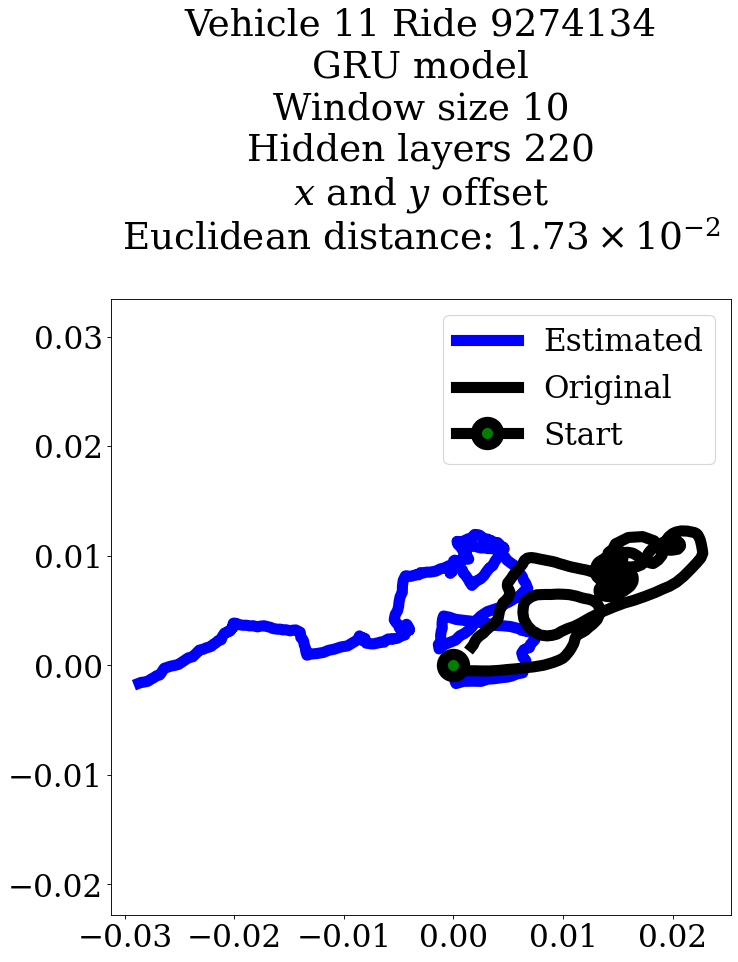 Vehicle 11 Ride 9274134
GRU model
Window size 10
Hidden layers 220
x and y offset
Euclidean distance: 1.73 × 10⁻²
Estimated
Original
Start
0.03
0.02
0.01
0.00
−0.01
−0.02
−0.03 −0.02 −0.01 0.00 0.01 0.02